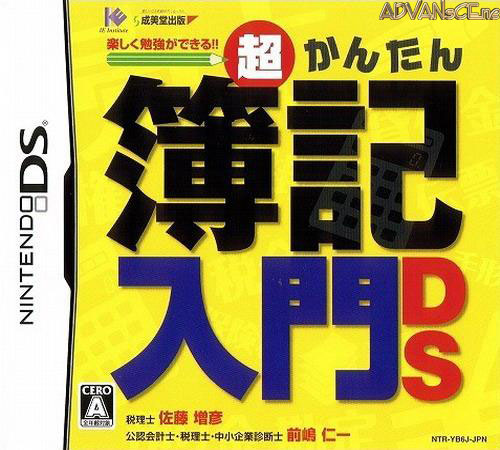 ADVANsCEne
IE Institute
成美堂出版
楽しく勉強ができる!!
超かんたん
簿記
入門DS
NINTENDO DS
CERO
A
全年齢対象
税理士 佐藤 増彦
公認会計士・税理士・中小企業診断士 前嶋 仁一
NTR-YB6J-JPN